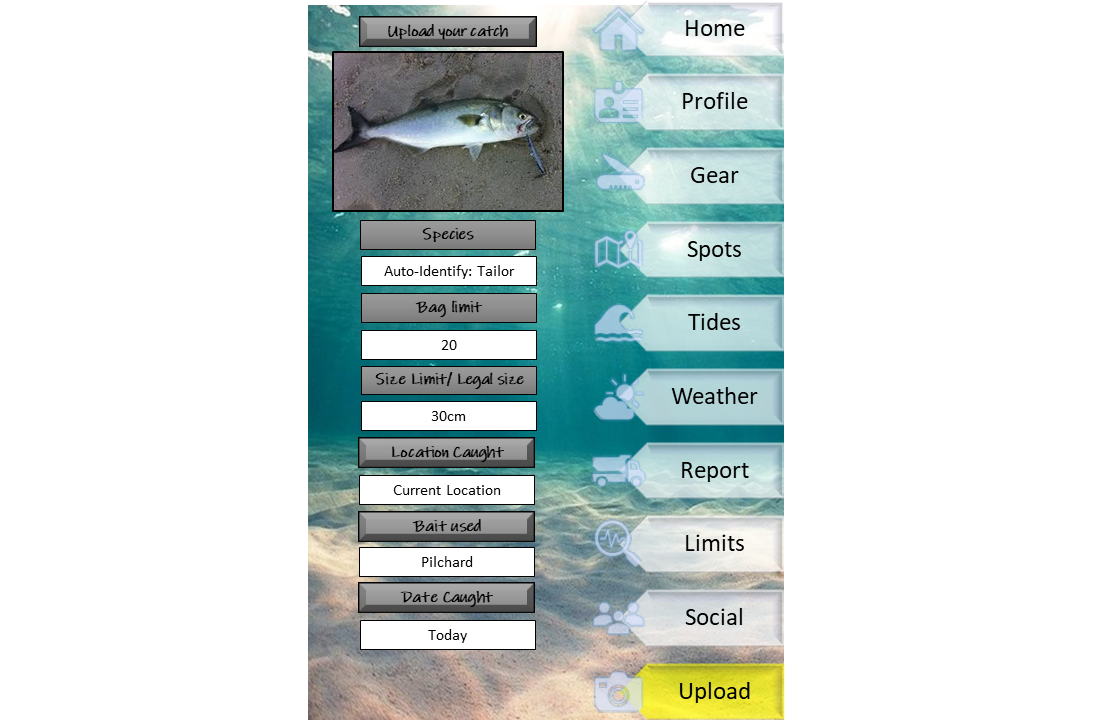 Upload your catch
Species
Auto-Identify: Tailor
Bag limit
20
Size Limit/ Legal size
30cm
Location Caught
Current Location
Bait used
Pilchard
Date Caught
Today
Home
Profile
Gear
Spots
Tides
Weather
Report
Limits
Social
Upload